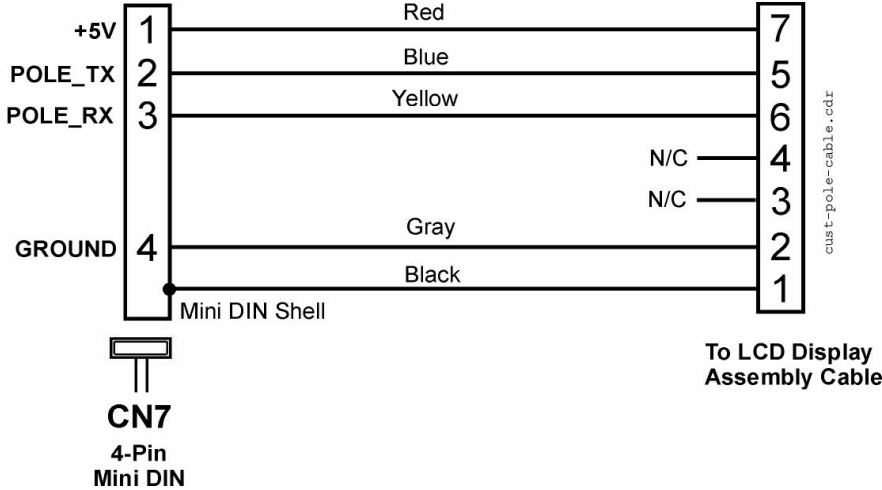 Red
+5V 1 7
Blue
POLE_TX 2 5
Yellow
POLE_RX 3 6
N/C 4
N/C 3
Gray
GROUND 4 2
Black
1
Mini DIN Shell
cust-pole-cable.cdr
To LCD Display
Assembly Cable
CN7
4-Pin
Mini DIN